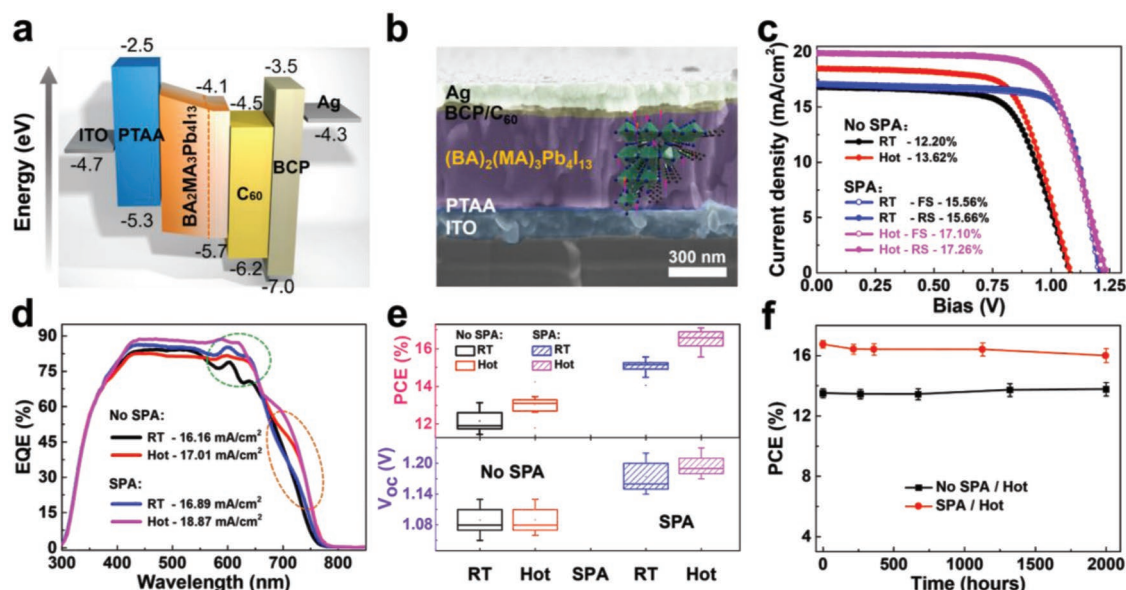 a
Energy (eV)
-2.5
-4.1
-4.5
-3.5
ITO
PTAA
BA2MA3Pb4I13
C60
BCP
Ag
-4.7
-4.3
-5.3
-5.7
-6.2
-7.0
b
Ag
BCP/C60
(BA)2(MA)3Pb4I13
PTAA
ITO
300 nm
c
Current density (mA/cm2)
20
15
10
5
0
No SPA:
RT - 12.20%
Hot - 13.62%
SPA:
RT - FS - 15.56%
RT - RS - 15.66%
Hot - FS - 17.10%
Hot - RS - 17.26%
0.00 0.25 0.50 0.75 1.00 1.25
Bias (V)
d
EQE (%)
90
75
60
45
30
15
0
No SPA:
RT - 16.16 mA/cm2
Hot - 17.01 mA/cm2
SPA:
RT - 16.89 mA/cm2
Hot - 18.87 mA/cm2
300 400 500 600 700 800
Wavelength (nm)
e
PCE (%)
16
14
12
No SPA: SPA:
RT RT
Hot Hot
VOC (V)
1.20
1.14
1.08
No SPA
SPA
RT Hot SPA RT Hot
f
PCE (%)
20
16
12
8
4
0
No SPA / Hot
SPA / Hot
0 500 1000 1500 2000
Time (hours)